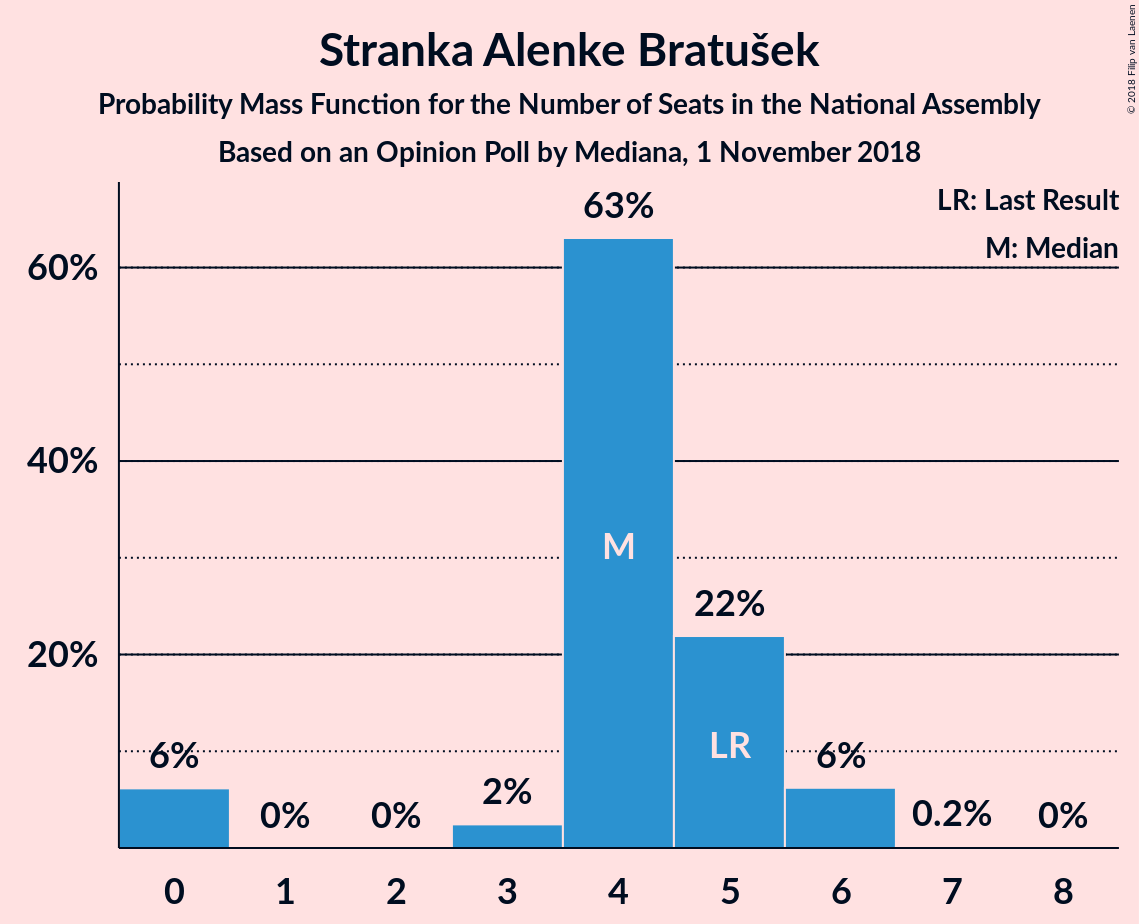 Stranka Alenke Bratušek
Probability Mass Function for the Number of Seats in the National Assembly
Based on an Opinion Poll by Mediana, 1 November 2018
© 2018 Filip van Laenen
LR: Last Result
M: Median
63%
60%
40%
M
22%
20%
LR
6%
6%
2%
0%
0%
0.2%
0%
0 1 2 3 4 5 6 7 8